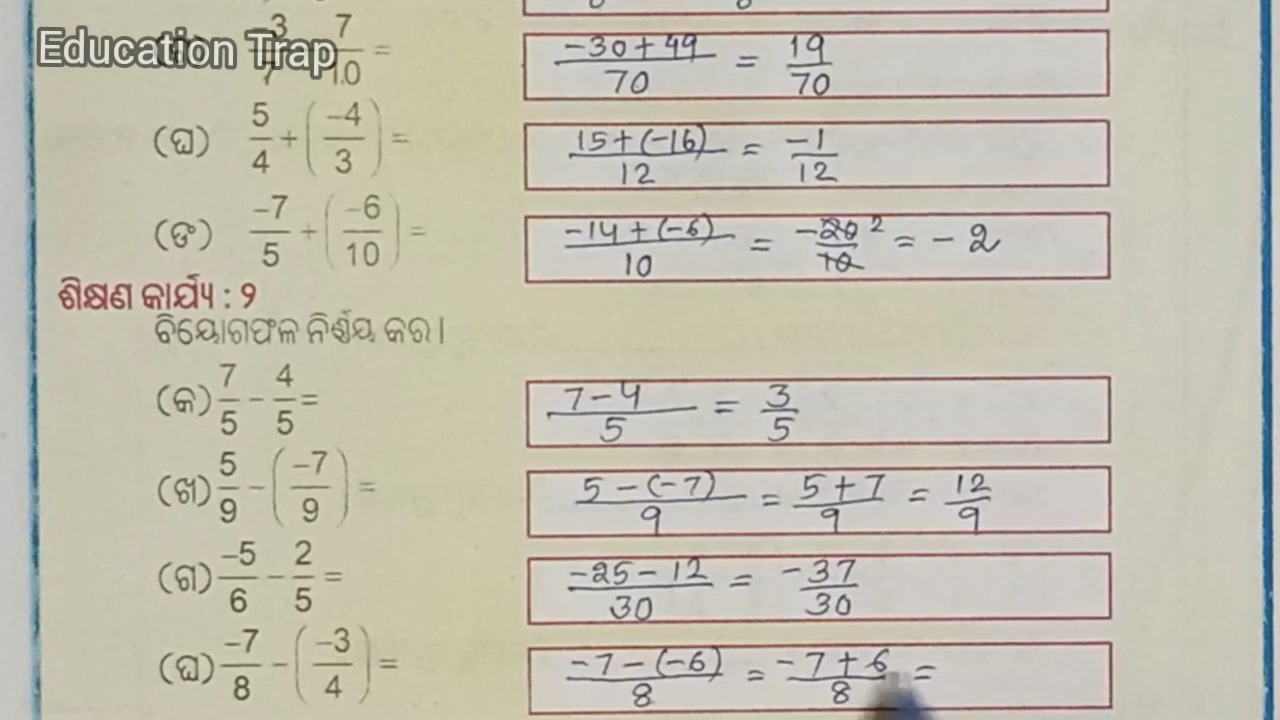 Education Trap
-3/7 7/10 = -30+49/70 = 19/70
(ଘ) 5/4 + (-4/3) = 15+(-16)/12 = -1/12
(ଙ) -7/5 + (-6/10) = -14+(-6)/10 = -20/10 2 = -2
ଶିକ୍ଷଣ କାର୍ଯ୍ୟ : ୨
ବିୟୋଗଫଳ ନିର୍ଣ୍ଣୟ କର।
(କ) 7/5 - 4/5 = 7-4/5 = 3/5
(ଖ) 5/9 - (-7/9) = 5-(-7)/9 = 5+7/9 = 12/9
(ଗ) -5/6 - 2/5 = -25-12/30 = -37/30
(ଘ) -7/8 - (-3/4) = -7-(-6)/8 = -7+6/8 =